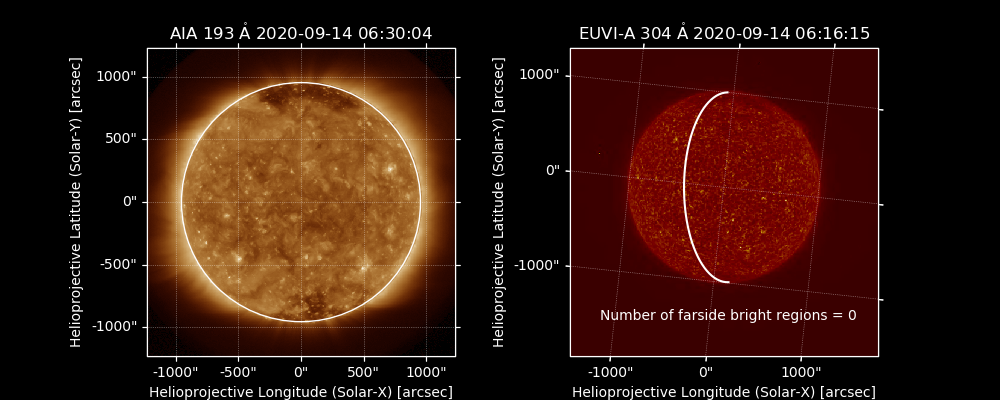 AIA 193 Å 2020-09-14 06:30:04
EUVI-A 304 Å 2020-09-14 06:16:15
Helioprojective Latitude (Solar-Y) [arcsec]
1000"
500"
0"
-500"
-1000"
-1000"
-500"
0"
500"
1000"
Helioprojective Longitude (Solar-X) [arcsec]
Helioprojective Latitude (Solar-Y) [arcsec]
1000"
0"
-1000"
Number of farside bright regions = 0
-1000"
0"
1000"
Helioprojective Longitude (Solar-X) [arcsec]